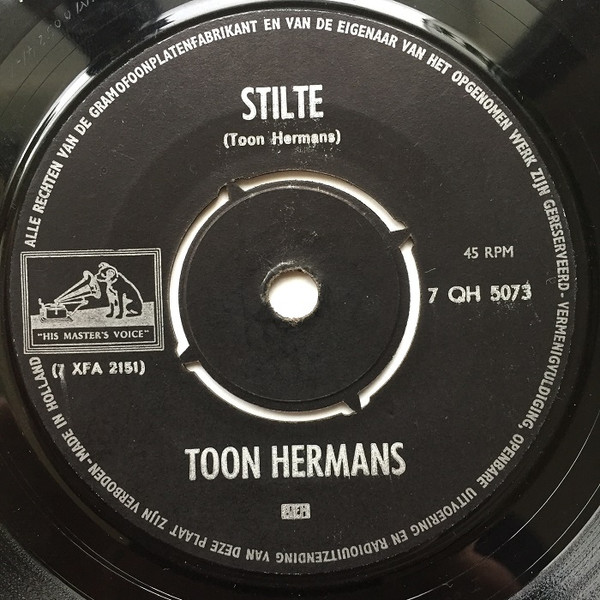 ALLE RECHTEN VAN DE GRAMOFOONPLATENFABRIKANT EN VAN DE EIGENAAR VAN HET OPGENOMEN WERK ZIJN GERESERVEERD - VERMENIGVULDIGING, OPENBARE UITVOERING EN RADIOUITZENDING VAN DEZE PLAAT ZIJN VERBODEN - MADE IN HOLLAND
STILTE
(Toon Hermans)
45 RPM
7 QH 5073
"HIS MASTER'S VOICE"
(7 XFA 2151)
TOON HERMANS